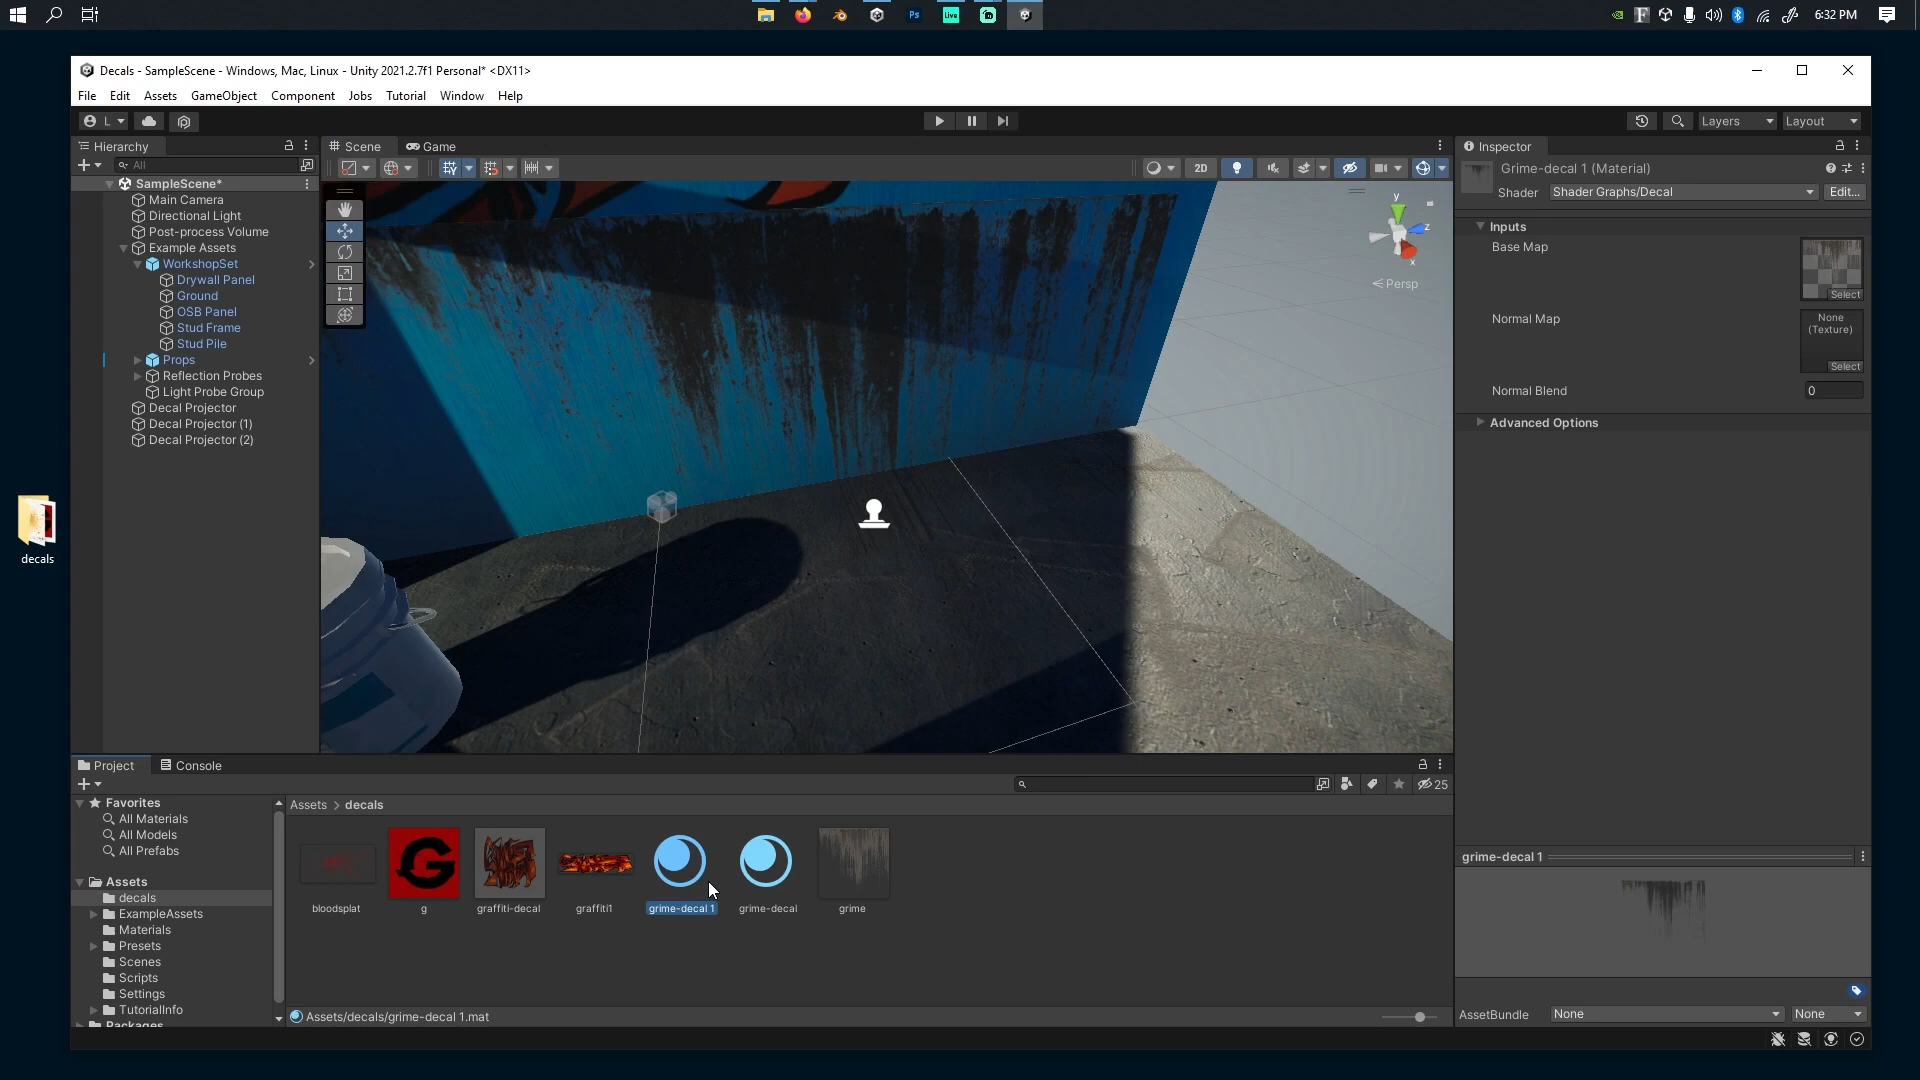 6:32 PM
Ps
Live
Decals - SampleScene - Windows, Mac, Linux - Unity 2021.2.7f1 Personal* <DX11>
File Edit Assets GameObject Component Jobs Tutorial Window Help
L
Layers
Layout
Hierarchy
All
SampleScene*
Main Camera
Directional Light
Post-process Volume
Example Assets
WorkshopSet
Drywall Panel
Ground
OSB Panel
Stud Frame
Stud Pile
Props
Reflection Probes
Light Probe Group
Decal Projector
Decal Projector (1)
Decal Projector (2)
decals
Scene
Game
2D
y
z
x
Persp
Inspector
Grime-decal 1 (Material)
Shader
Shader Graphs/Decal
Edit...
Inputs
Base Map
Select
Normal Map
None
(Texture)
Select
Normal Blend
0
Advanced Options
Project
Console
25
Favorites
All Materials
All Models
All Prefabs
Assets
decals
ExampleAssets
Materials
Presets
Scenes
Scripts
Settings
TutorialInfo
Packages
Assets > decals
bloodsplat
g
graffiti-decal
graffiti1
grime-decal 1
grime-decal
grime
Assets/decals/grime-decal 1.mat
grime-decal 1
AssetBundle
None
None